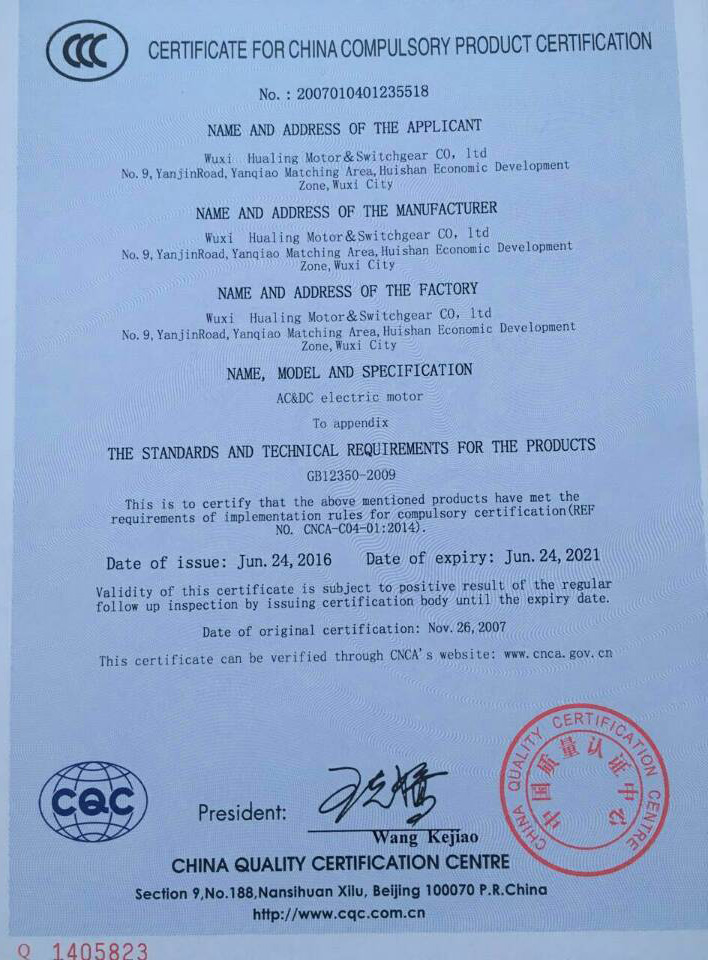 CCC CERTIFICATE FOR CHINA COMPULSORY PRODUCT CERTIFICATION
No. : 2007010401235518
NAME AND ADDRESS OF THE APPLICANT
Wuxi Hualing Motor&Switchgear CO, ltd
No. 9, YanjinRoad, Yanqiao Matching Area, Huishan Economic Development
Zone, Wuxi City
NAME AND ADDRESS OF THE MANUFACTURER
Wuxi Hualing Motor&Switchgear CO, ltd
No. 9, YanjinRoad, Yanqiao Matching Area, Huishan Economic Development
Zone, Wuxi City
NAME AND ADDRESS OF THE FACTORY
Wuxi Hualing Motor&Switchgear CO, ltd
No. 9, YanjinRoad, Yanqiao Matching Area, Huishan Economic Development
Zone, Wuxi City
NAME, MODEL AND SPECIFICATION
AC&DC electric motor
To appendix
THE STANDARDS AND TECHNICAL REQUIREMENTS FOR THE PRODUCTS
GB12350-2009
This is to certify that the above mentioned products have met the
requirements of implementation rules for compulsory certification(REF
NO. CNCA-C04-01:2014).
Date of issue: Jun. 24, 2016 Date of expiry: Jun. 24, 2021
Validity of this certificate is subject to positive result of the regular
follow up inspection by issuing certification body until the expiry date.
Date of original certification: Nov. 26, 2007
This certificate can be verified through CNCA's website: www.cnca.gov.cn
CHINA QUALITY CERTIFICATION CENTRE
中国质量认证中心
CQC
President: 王克娇
Wang Kejiao
CHINA QUALITY CERTIFICATION CENTRE
Section 9, No.188, Nansihuan Xilu, Beijing 100070 P.R.China
http://www.cqc.com.cn
Q 1405823